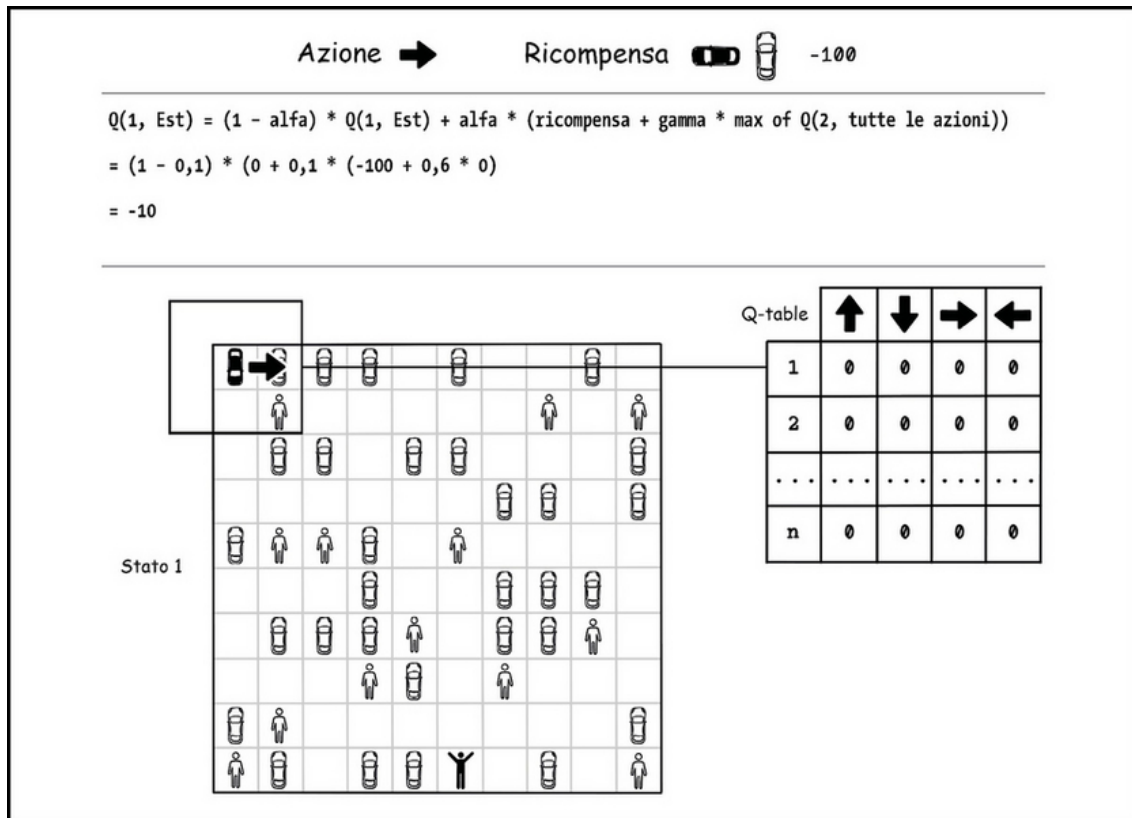 Azione Ricompensa -100
Q(1, Est) = (1 - alfa) * Q(1, Est) + alfa * (ricompensa + gamma * max of Q(2, tutte le azioni))
= (1 - 0,1) * (0 + 0,1 * (-100 + 0,6 * 0)
= -10
Q-table
1 0 0 0 0
2 0 0 0 0
... ... ... ... ...
n 0 0 0 0
Stato 1